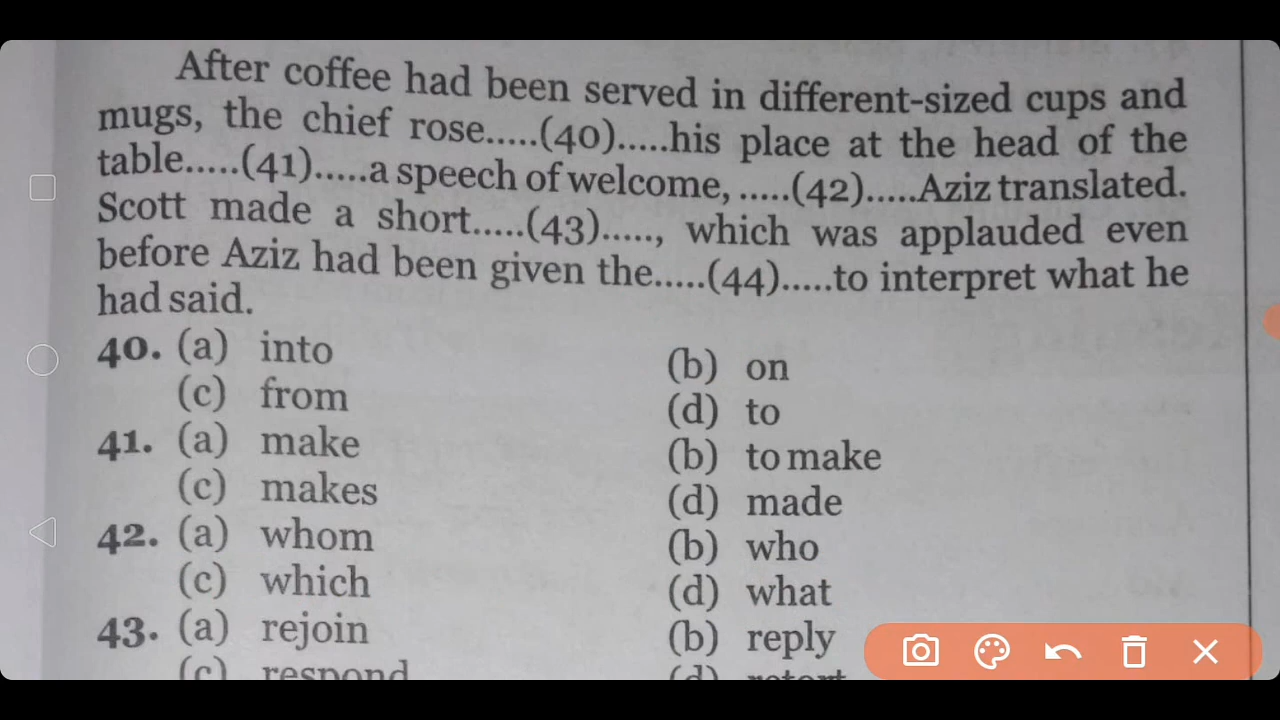 After coffee had been served in different-sized cups and
mugs, the chief rose.....(40).....his place at the head of the
table.....(41).....a speech of welcome, .....(42).....Aziz translated.
Scott made a short.....(43)....., which was applauded even
before Aziz had been given the.....(44).....to interpret what he
had said.
40. (a) into (b) on
(c) from (d) to
41. (a) make (b) to make
(c) makes (d) made
42. (a) whom (b) who
(c) which (d) what
43. (a) rejoin (b) reply
(c) respond (d) retort